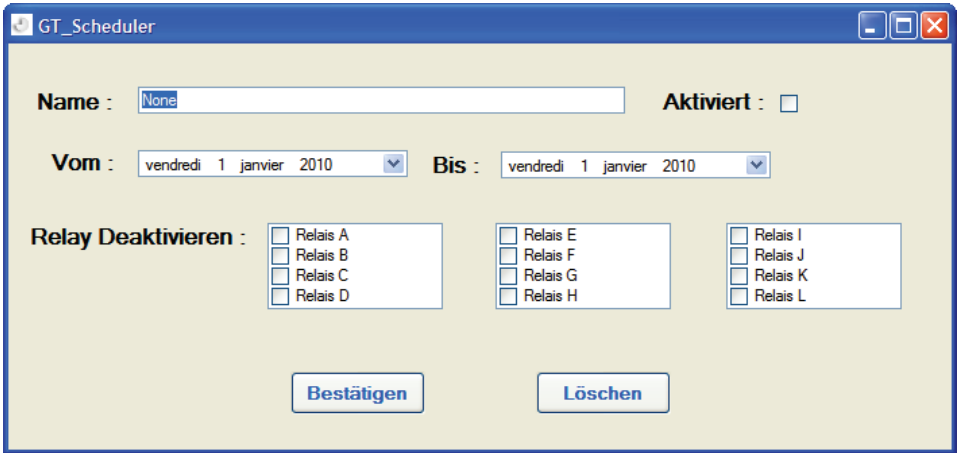 GT_Scheduler
Name : None Aktiviert :
Vom : vendredi 1 janvier 2010 Bis : vendredi 1 janvier 2010
Relay Deaktivieren : Relais A Relais E Relais I
Relais B Relais F Relais J
Relais C Relais G Relais K
Relais D Relais H Relais L
Bestätigen Löschen